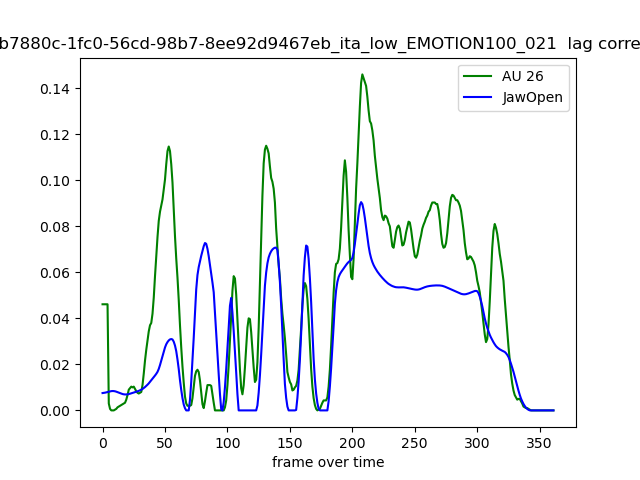 b7880c-1fc0-56cd-98b7-8ee92d9467eb_ita_low_EMOTION100_021 lag corre
AU 26
JawOpen
0.14
0.12
0.10
0.08
0.06
0.04
0.02
0.00
0 50 100 150 200 250 300 350
frame over time